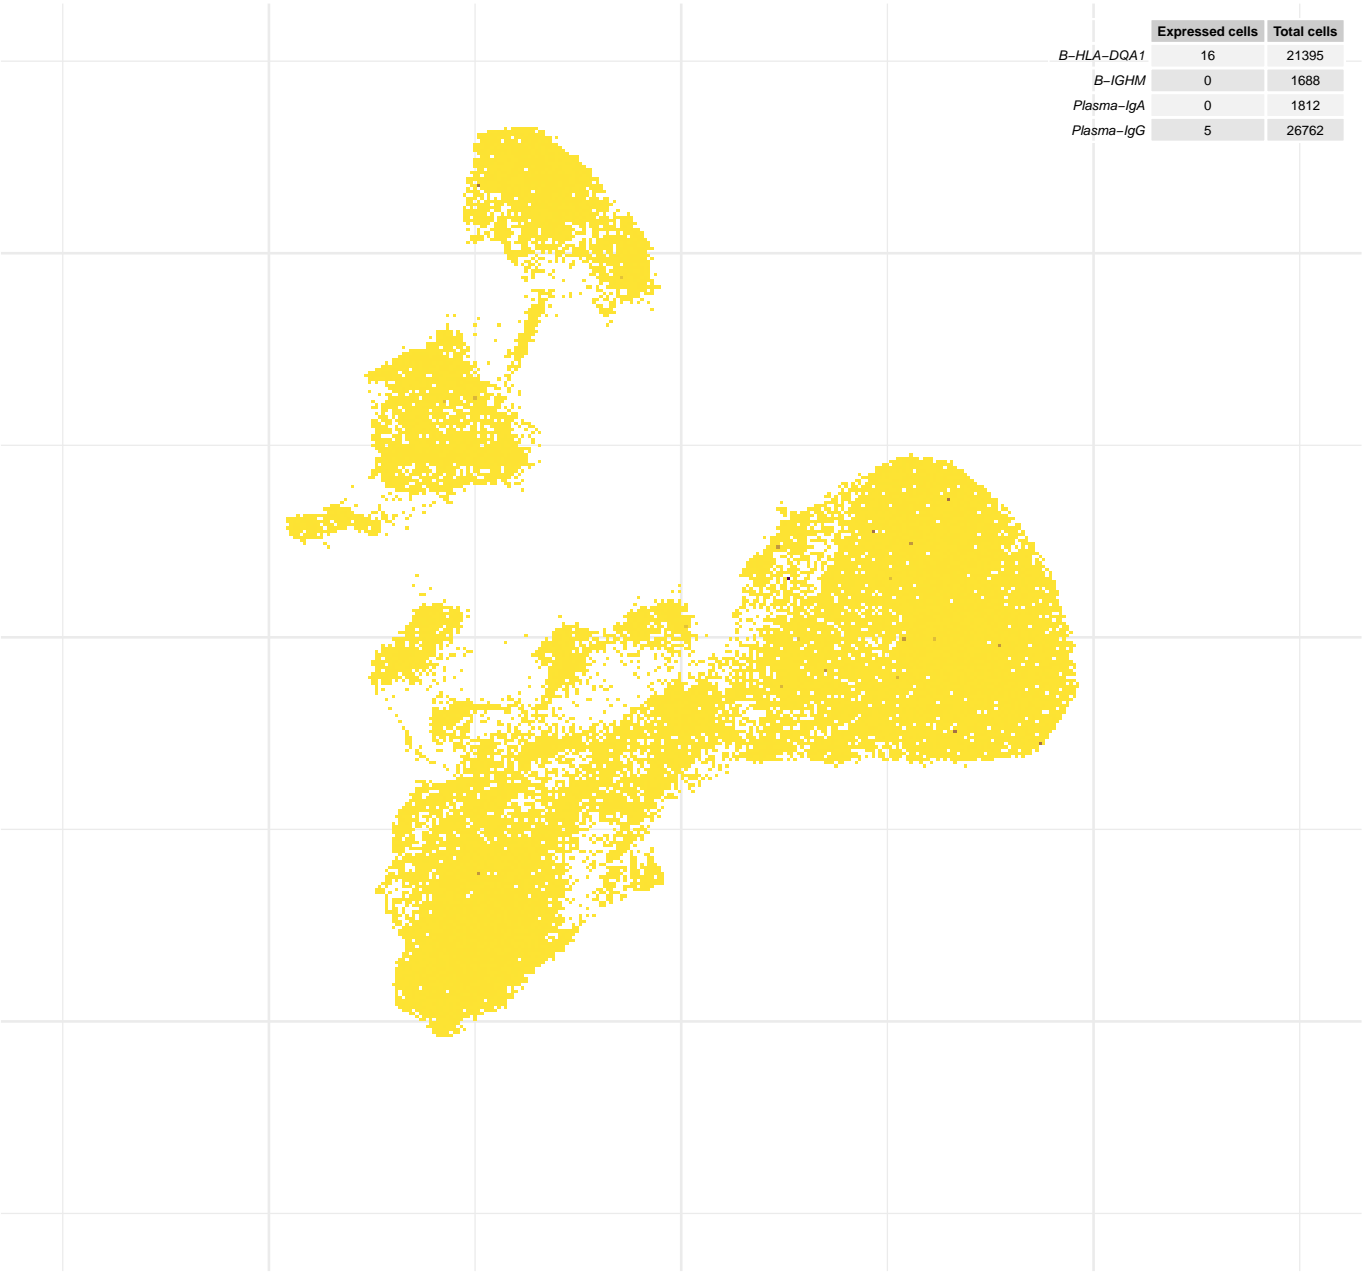 Expressed cells Total cells
B−HLA−DQA1 16 21395
B−IGHM 0 1688
Plasma−IgA 0 1812
Plasma−IgG 5 26762